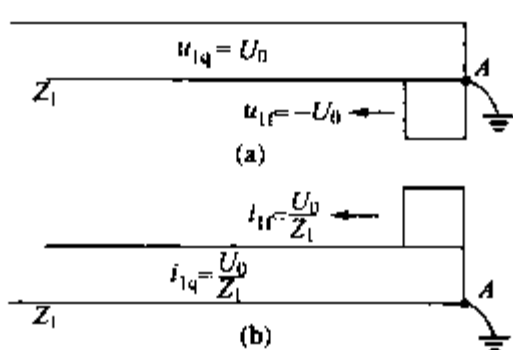 u₁q = U₀
Z₁
A
u₁f=−U₀
(a)
i₁f=U₀/Z₁
i₁q=U₀/Z₁
A
Z₁
(b)